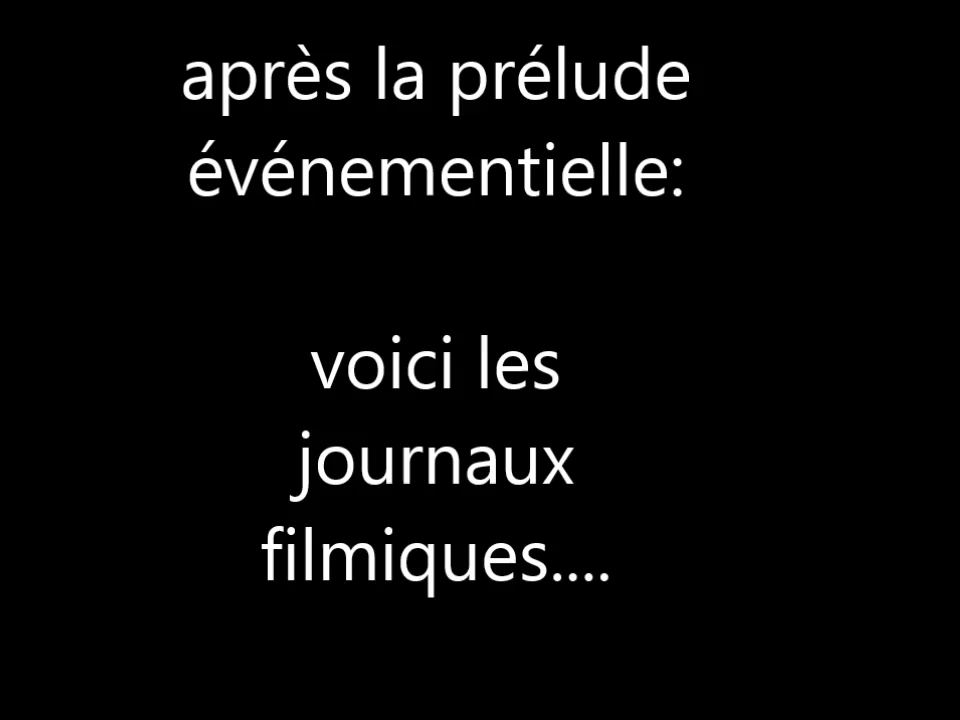 après la prélude
événementielle:
voici les
journaux
filmiques....